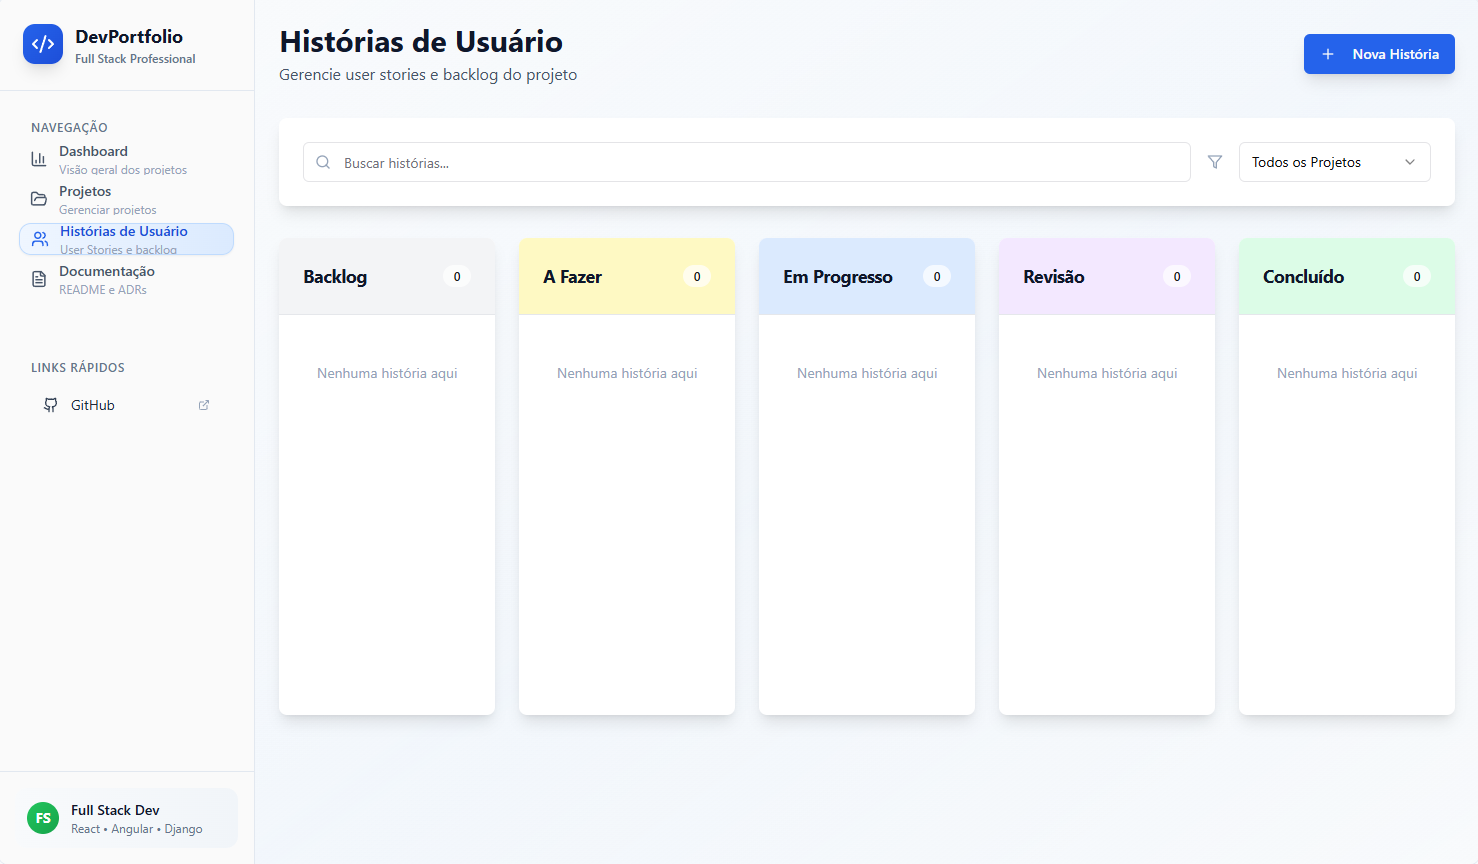 DevPortfolio
Full Stack Professional
NAVEGAÇÃO
Dashboard
Visão geral dos projetos
Projetos
Gerenciar projetos
Histórias de Usuário
User Stories e backlog
Documentação
README e ADRs
LINKS RÁPIDOS
GitHub
FS
Full Stack Dev
React • Angular • Django
Histórias de Usuário
Gerencie user stories e backlog do projeto
Nova História
Buscar histórias...
Todos os Projetos
Backlog 0
Nenhuma história aqui
A Fazer 0
Nenhuma história aqui
Em Progresso 0
Nenhuma história aqui
Revisão 0
Nenhuma história aqui
Concluído 0
Nenhuma história aqui